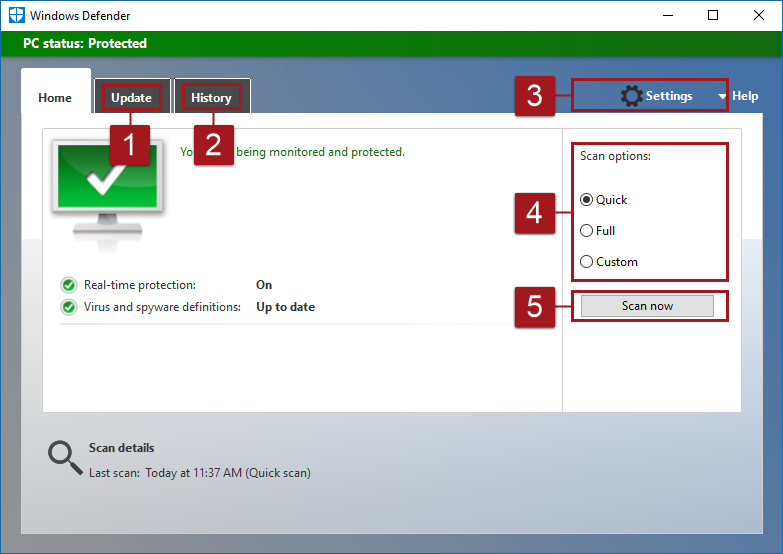 Windows Defender
PC status: Protected
Home
Update
History
3
Settings
Help
1
2
You being monitored and protected.
Scan options:
4
Quick
Full
Custom
Real-time protection: On
Virus and spyware definitions: Up to date
5
Scan now
Scan details
Last scan: Today at 11:37 AM (Quick scan)